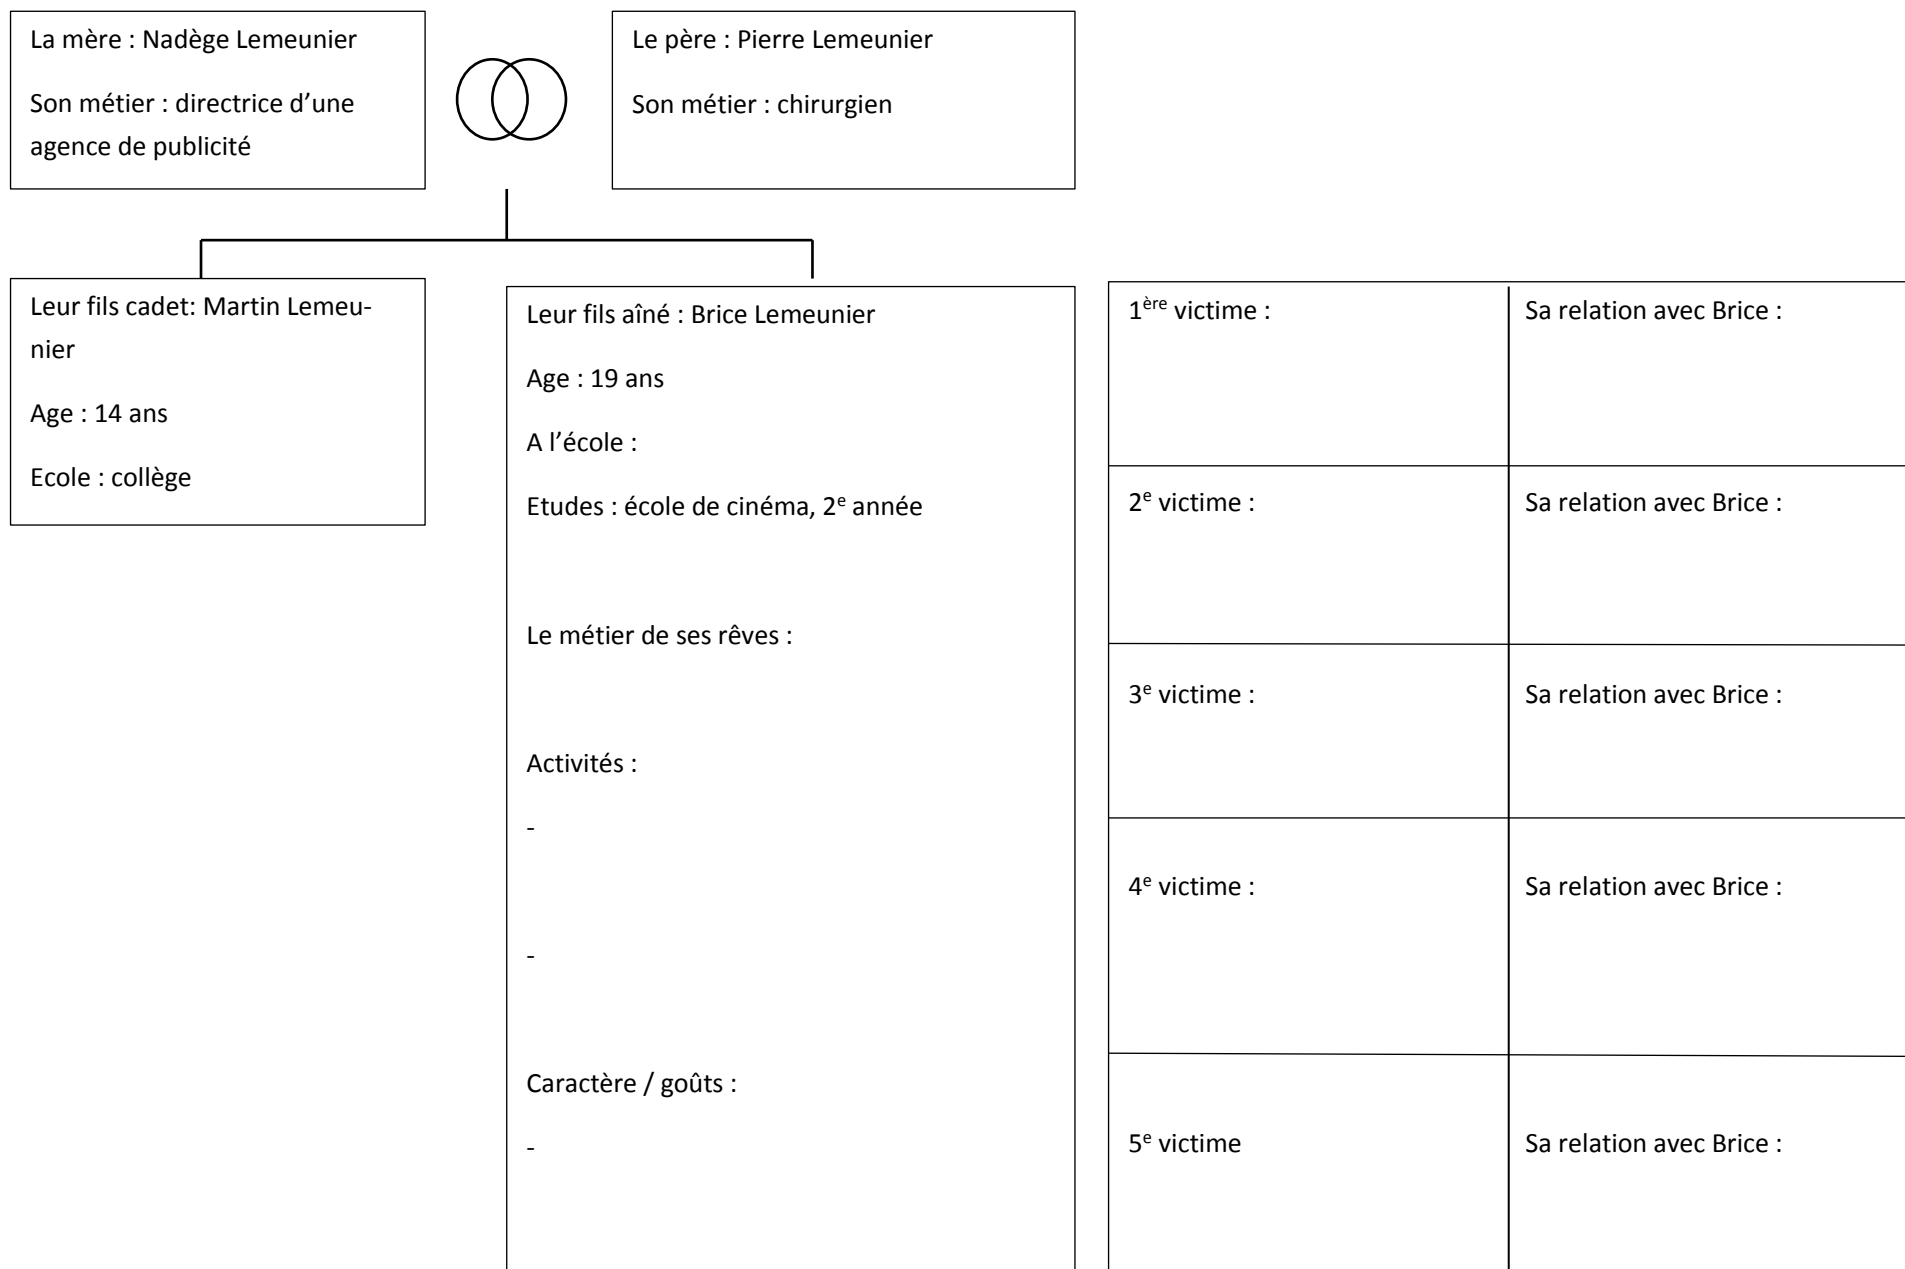 La mère : Nadège Lemeunier
Son métier : directrice d’une
agence de publicité
Le père : Pierre Lemeunier
Son métier : chirurgien
Leur fils cadet: Martin Lemeu-
nier
Age : 14 ans
Ecole : collège
Leur fils aîné : Brice Lemeunier
Age : 19 ans
A l’école :
Etudes : école de cinéma, 2e année
Le métier de ses rêves :
Activités :
-
-
Caractère / goûts :
-
1ère victime :
Sa relation avec Brice :
2e victime :
Sa relation avec Brice :
3e victime :
Sa relation avec Brice :
4e victime :
Sa relation avec Brice :
5e victime
Sa relation avec Brice :